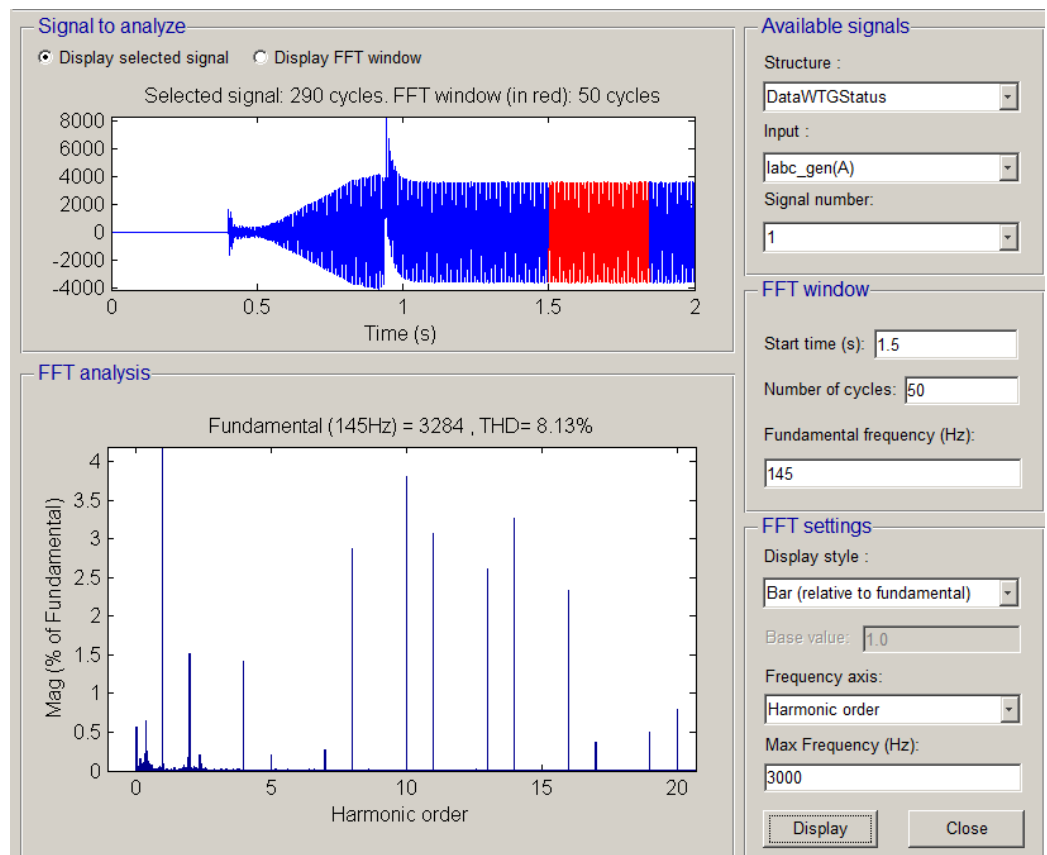 Signal to analyze
Display selected signal Display FFT window
Selected signal: 290 cycles. FFT window (in red): 50 cycles
8000
6000
4000
2000
0
-2000
-4000
0 0.5 1 1.5 2
Time (s)
FFT analysis
Fundamental (145Hz) = 3284 , THD= 8.13%
4
3.5
3
2.5
2
1.5
1
0.5
0
Mag (% of Fundamental)
0 5 10 15 20
Harmonic order
Available signals
Structure :
DataWTGStatus
Input :
Iabc_gen(A)
Signal number:
1
FFT window
Start time (s): 1.5
Number of cycles: 50
Fundamental frequency (Hz):
145
FFT settings
Display style :
Bar (relative to fundamental)
Base value: 1.0
Frequency axis:
Harmonic order
Max Frequency (Hz):
3000
Display Close